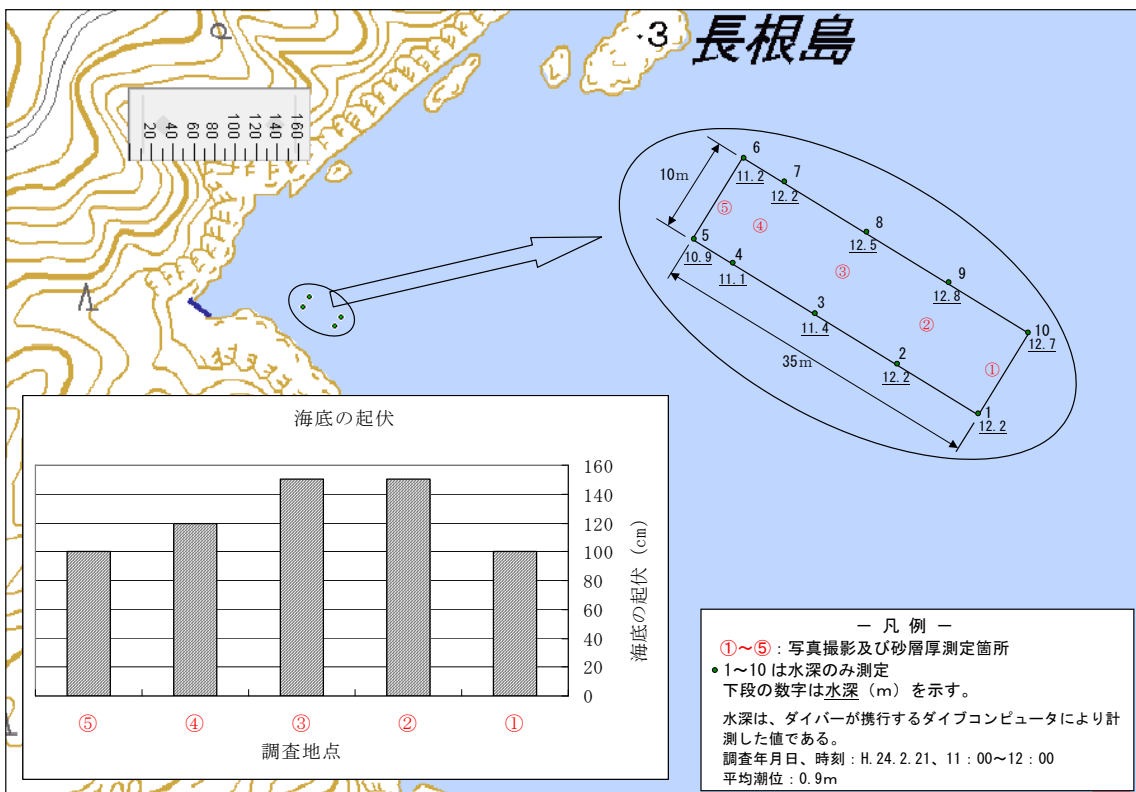 ・3 長根島
20 40 60 80 100 120 140 160
6
11.2
7
12.2
8
12.5
9
12.8
10
12.7
10m
⑤
④
③
②
①
5
10.9
4
11.1
3
11.4
2
12.2
1
12.2
35m
海底の起伏
160
140
120
100
80
60
40
20
0
海底の起伏 (cm)
⑤ ④ ③ ② ①
調査地点
― 凡 例 ―
①～⑤：写真撮影及び砂層厚測定箇所
● 1～10 は水深のみ測定
下段の数字は水深（m）を示す。
水深は、ダイバーが携行するダイブコンピュータにより計
測した値である。
調査年月日、時刻：H.24.2.21、11：00～12：00
平均潮位：0.9m